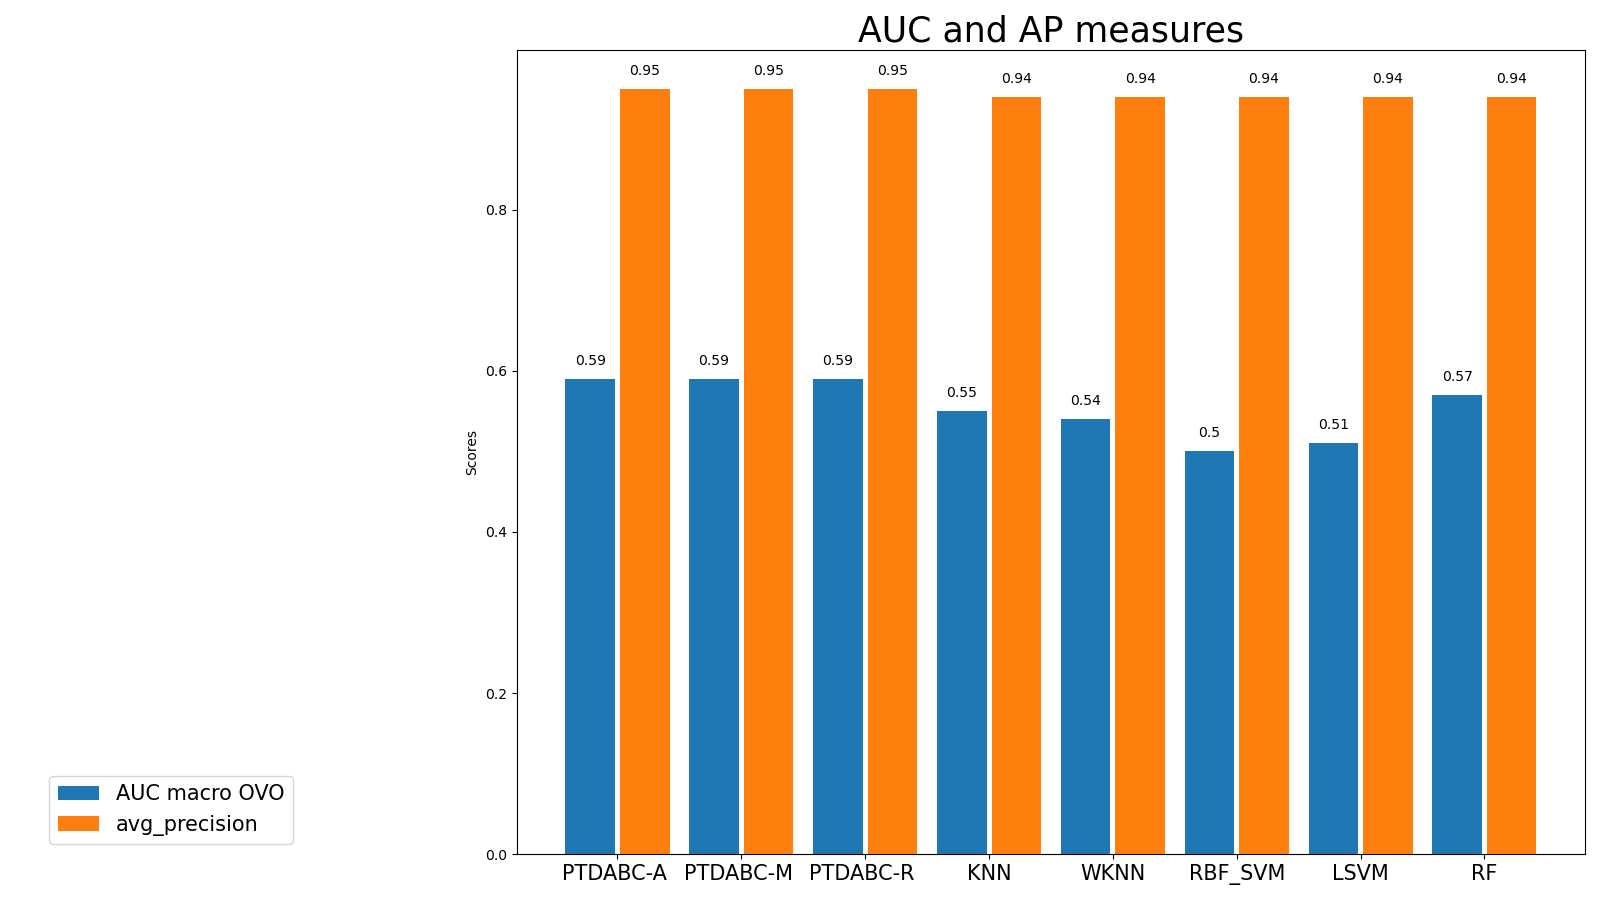 AUC and AP measures
0.95 0.95 0.95 0.94 0.94 0.94 0.94 0.94
0.59 0.59 0.59 0.55 0.54 0.5 0.51 0.57
0.8
0.6
0.4
0.2
0.0
Scores
PTDABC-A PTDABC-M PTDABC-R KNN WKNN RBF_SVM LSVM RF
AUC macro OVO
avg_precision